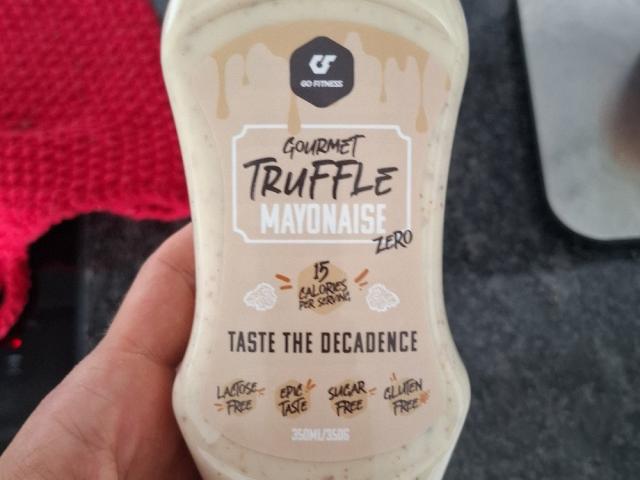 GO FITNESS
GOURMET
TRUFFLE
MAYONAISE
ZERO
15
CALORIES
PER SERVING
TASTE THE DECADENCE
LACTOSE FREE
EPIC TASTE
SUGAR FREE
GLUTEN FREE
350ML/350G